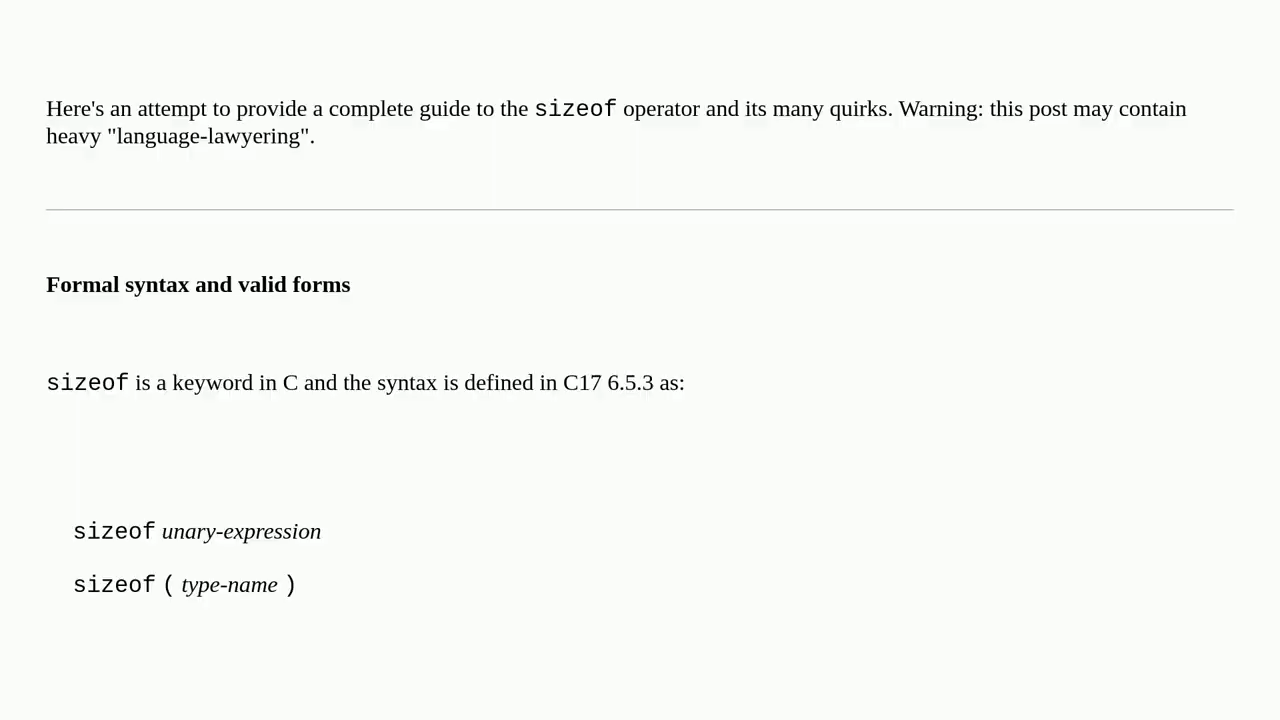 Here's an attempt to provide a complete guide to the sizeof operator and its many quirks. Warning: this post may contain
heavy "language-lawyering".
Formal syntax and valid forms
sizeof is a keyword in C and the syntax is defined in C17 6.5.3 as:
sizeof unary-expression
sizeof ( type-name )